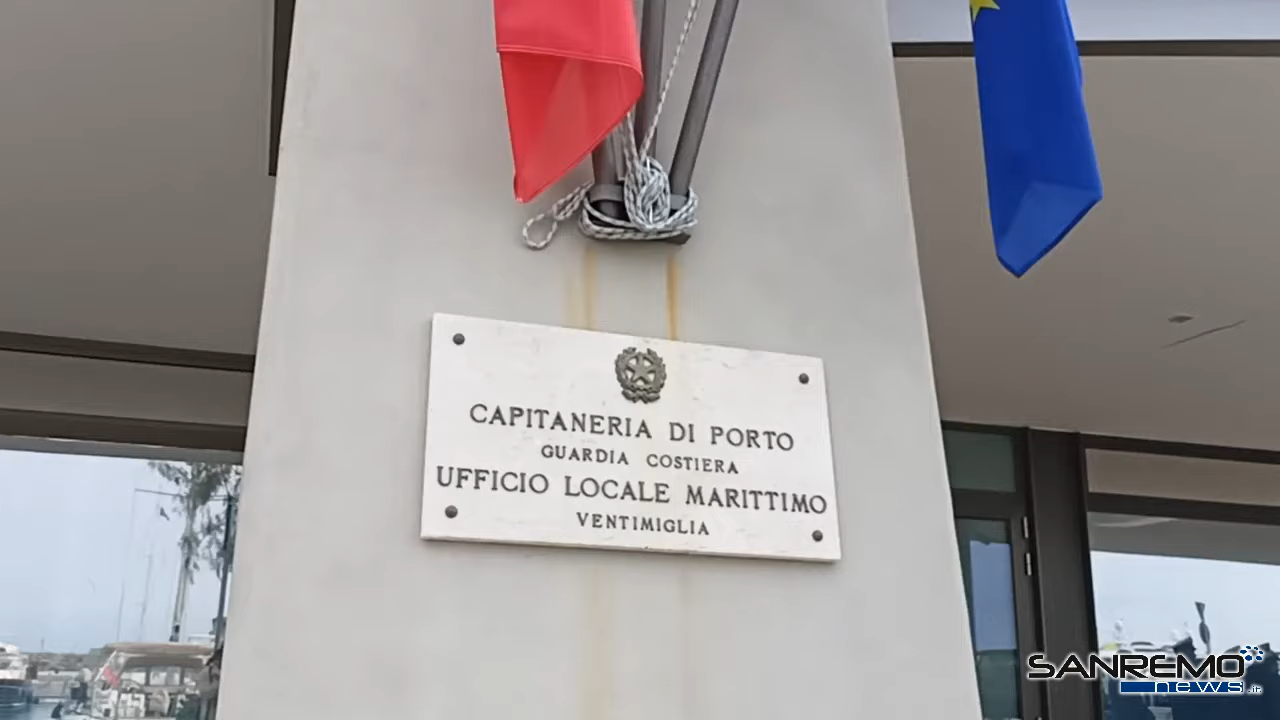 CAPITANERIA DI PORTO
GUARDIA COSTIERA
UFFICIO LOCALE MARITTIMO
VENTIMIGLIA
SANREMO
news.it